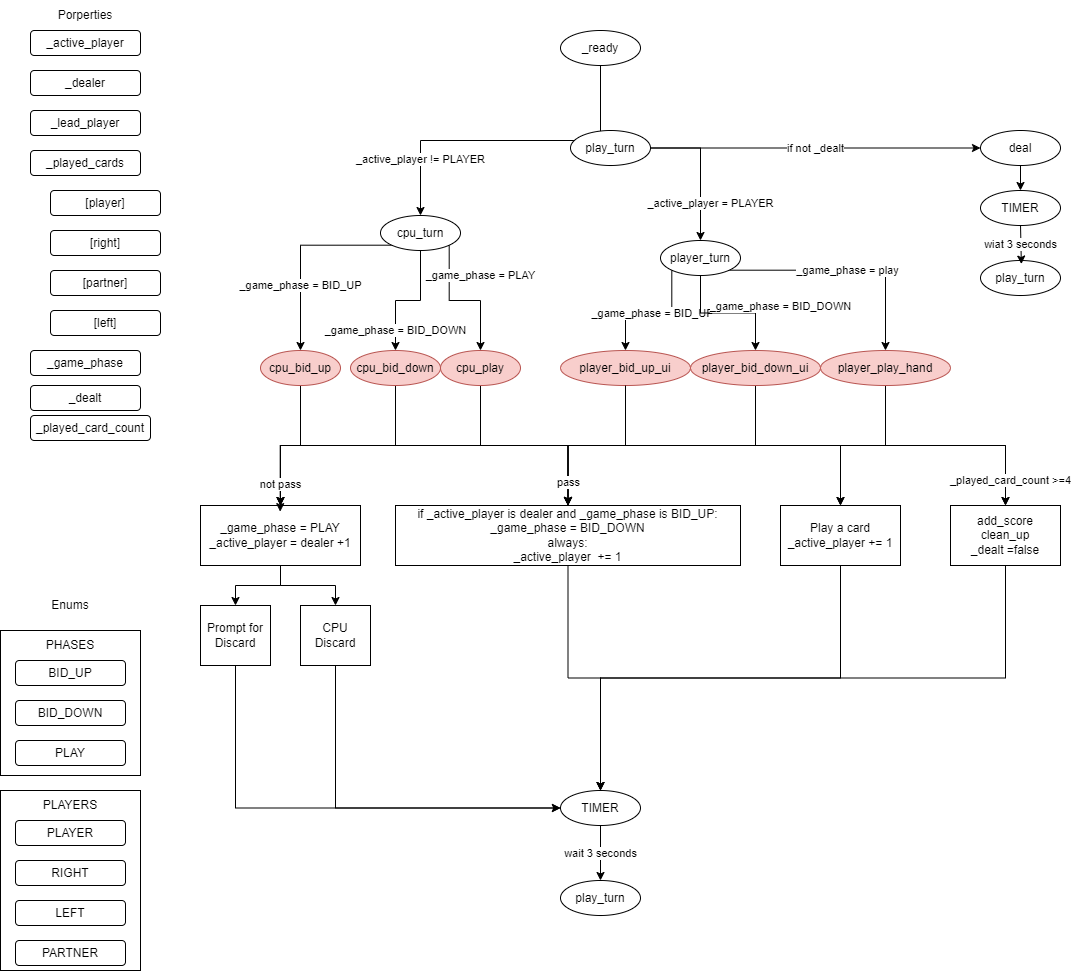 Porperties
_active_player
_dealer
_lead_player
_played_cards
[player]
[right]
[partner]
[left]
_game_phase
_dealt
_played_card_count
Enums
PHASES
BID_UP
BID_DOWN
PLAY
PLAYERS
PLAYER
RIGHT
LEFT
PARTNER
_ready
play_turn
_active_player != PLAYER
if not _dealt
_active_player = PLAYER
deal
TIMER
wiat 3 seconds
play_turn
cpu_turn
player_turn
_game_phase = BID_UP
_game_phase = PLAY
_game_phase = BID_DOWN
_game_phase = BID_UP
_game_phase = BID_DOWN
_game_phase = play
cpu_bid_up
cpu_bid_down
cpu_play
player_bid_up_ui
player_bid_down_ui
player_play_hand
not pass
pass
_played_card_count >=4
_game_phase = PLAY
_active_player = dealer +1
if _active_player is dealer and _game_phase is BID_UP:
_game_phase = BID_DOWN
always:
_active_player += 1
Play a card
_active_player += 1
add_score
clean_up
_dealt =false
Prompt for
Discard
CPU
Discard
TIMER
wait 3 seconds
play_turn